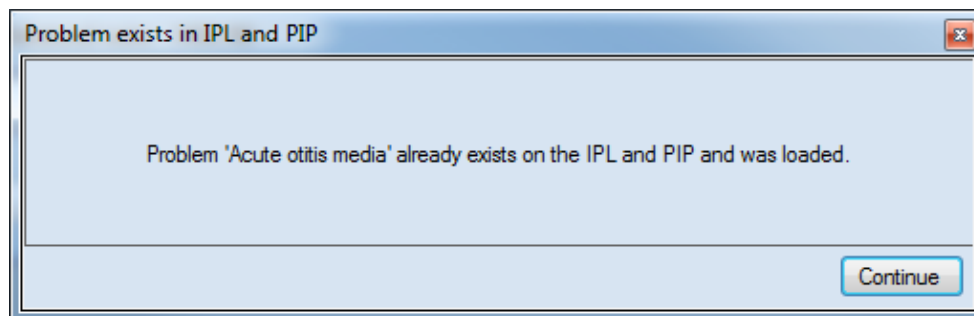 Problem exists in IPL and PIP
Problem 'Acute otitis media' already exists on the IPL and PIP and was loaded.
Continue